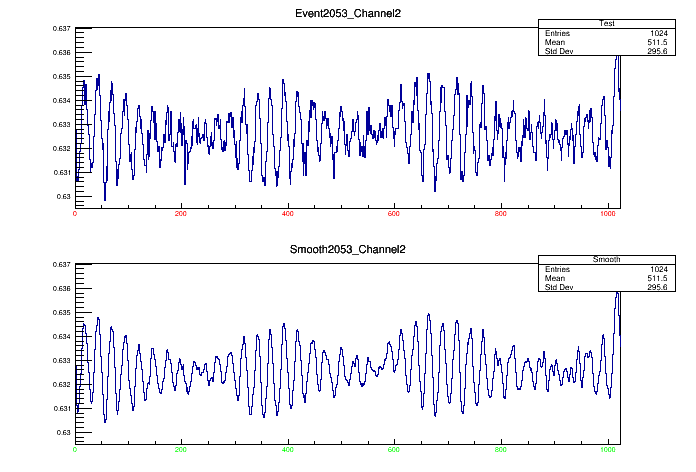 Event2053_Channel2
Test
Entries 1024
Mean 511.5
Std Dev 295.6
0.637
0.636
0.635
0.634
0.633
0.632
0.631
0.63
0 200 400 600 800 1000
Smooth2053_Channel2
Smooth
Entries 1024
Mean 511.5
Std Dev 295.6
0.637
0.636
0.635
0.634
0.633
0.632
0.631
0.63
0 200 400 600 800 1000